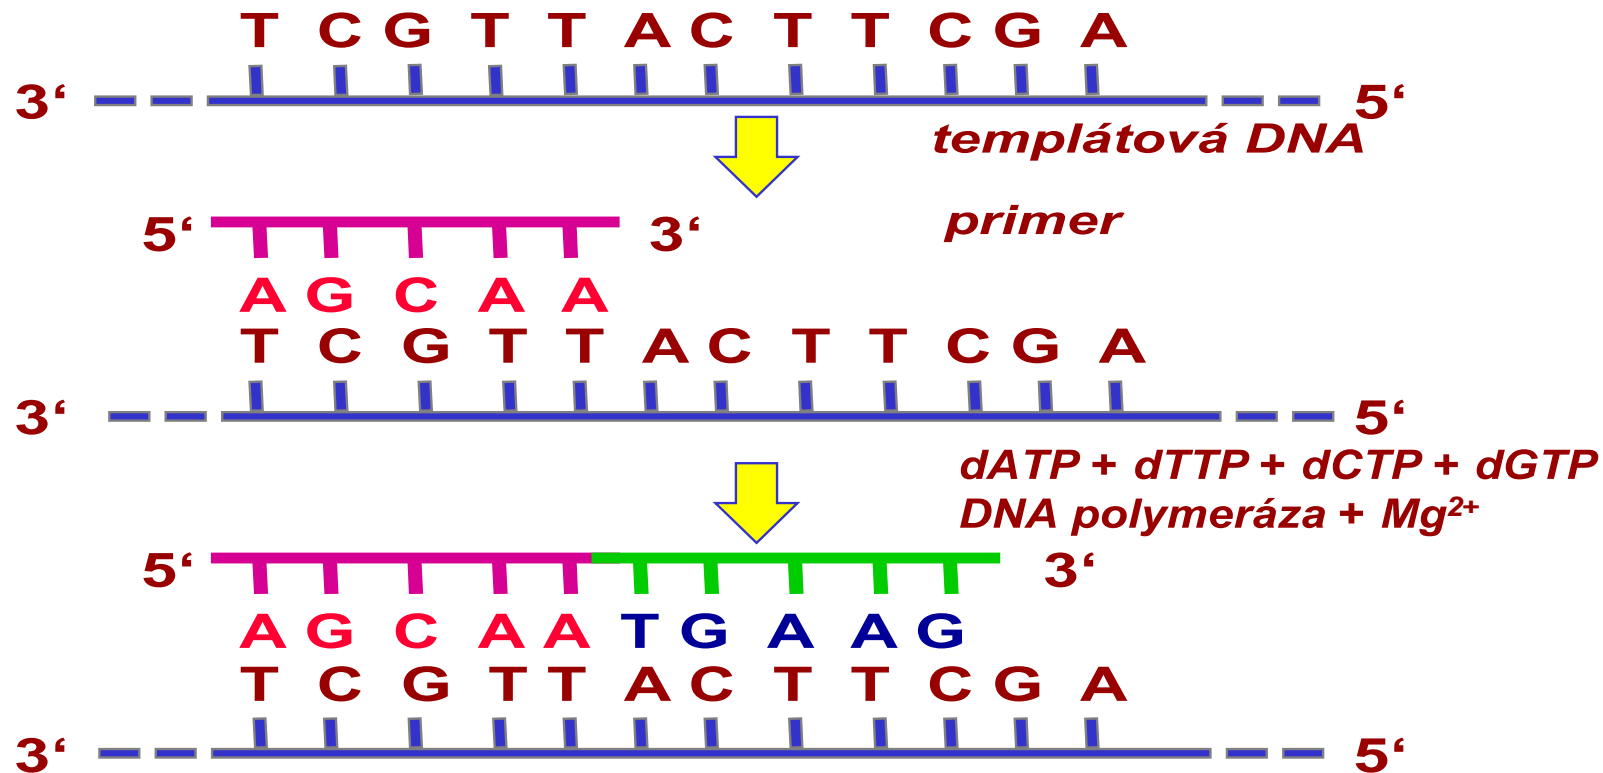 T C G T T A C T T C G A
3‘ 5‘
templátová DNA
primer
5‘ 3‘
A G C A A
T C G T T A C T T C G A
3‘ 5‘
dATP + dTTP + dCTP + dGTP
DNA polymeráza + Mg²⁺
5‘ 3‘
A G C A A T G A A G
T C G T T A C T T C G A
3‘ 5‘